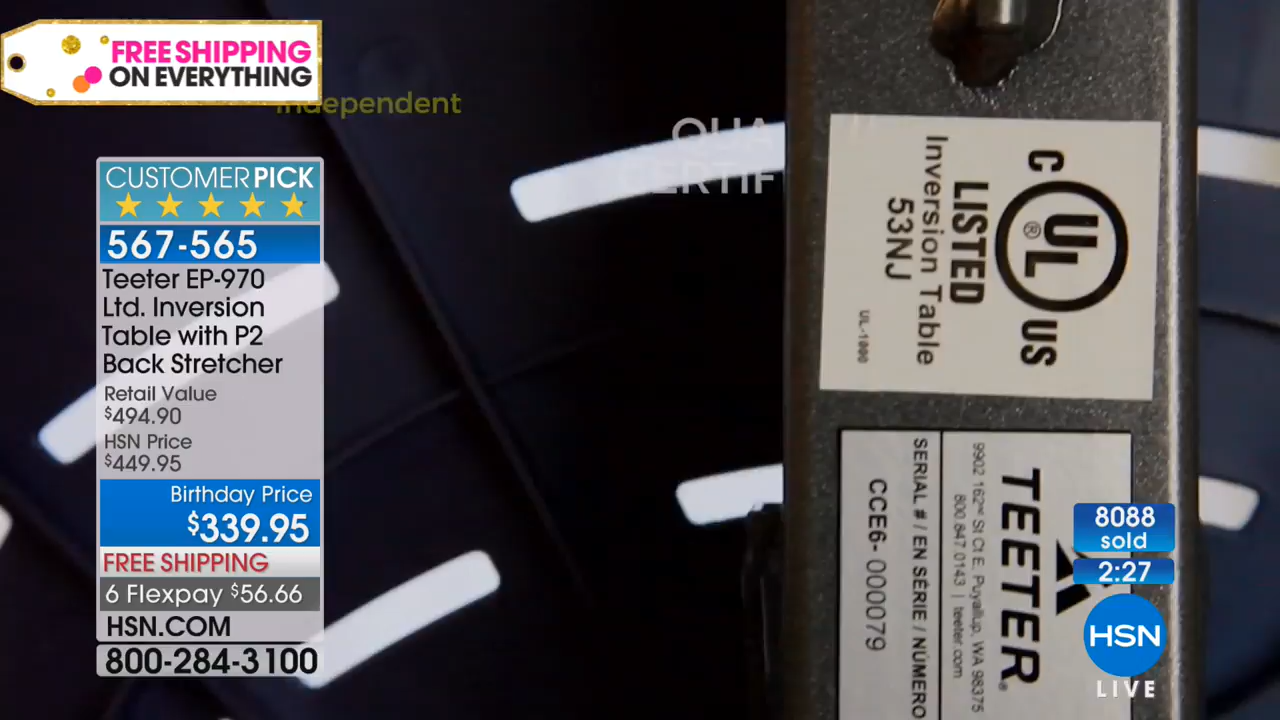 FREE SHIPPING
ON EVERYTHING
independent
CUSTOMER PICK
567-565
Teeter EP-970
Ltd. Inversion
Table with P2
Back Stretcher
Retail Value
$494.90
HSN Price
$449.95
Birthday Price
$339.95
FREE SHIPPING
6 Flexpay $56.66
HSN.COM
800-284-3100
QUA
CERTIF
C UL® US
LISTED
Inversion Table
53NJ
UL-1000
TEETER®
9902 162nd St Ct E, Puyallup, WA 98375
800.847.0143 | teeter.com
SERIAL # / EN SÉRIE / NÚMERO
CCE6- 000079
8088
sold
2:27
HSN
LIVE